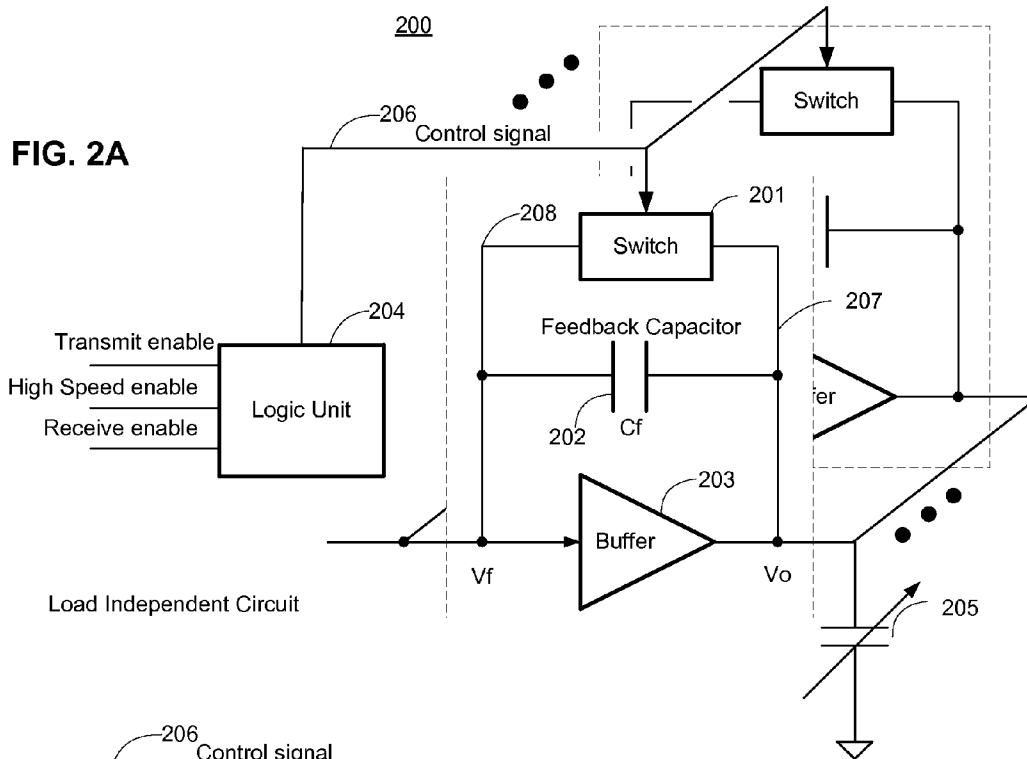 200
Switch
206
Control signal
FIG. 2A
201
208
Switch
207
204
Feedback Capacitor
Transmit enable
High Speed enable
Logic Unit
Receive enable
202
Cf
fer
203
Buffer
Vf
Vo
Load Independent Circuit
205
206
Control signal